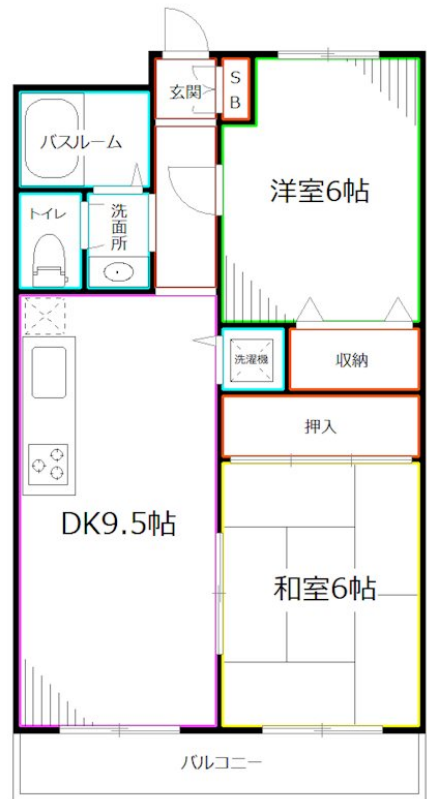 玄関
SB
バスルーム
洋室6帖
トイレ
洗面所
洗濯機
収納
押入
DK9.5帖
和室6帖
バルコニー